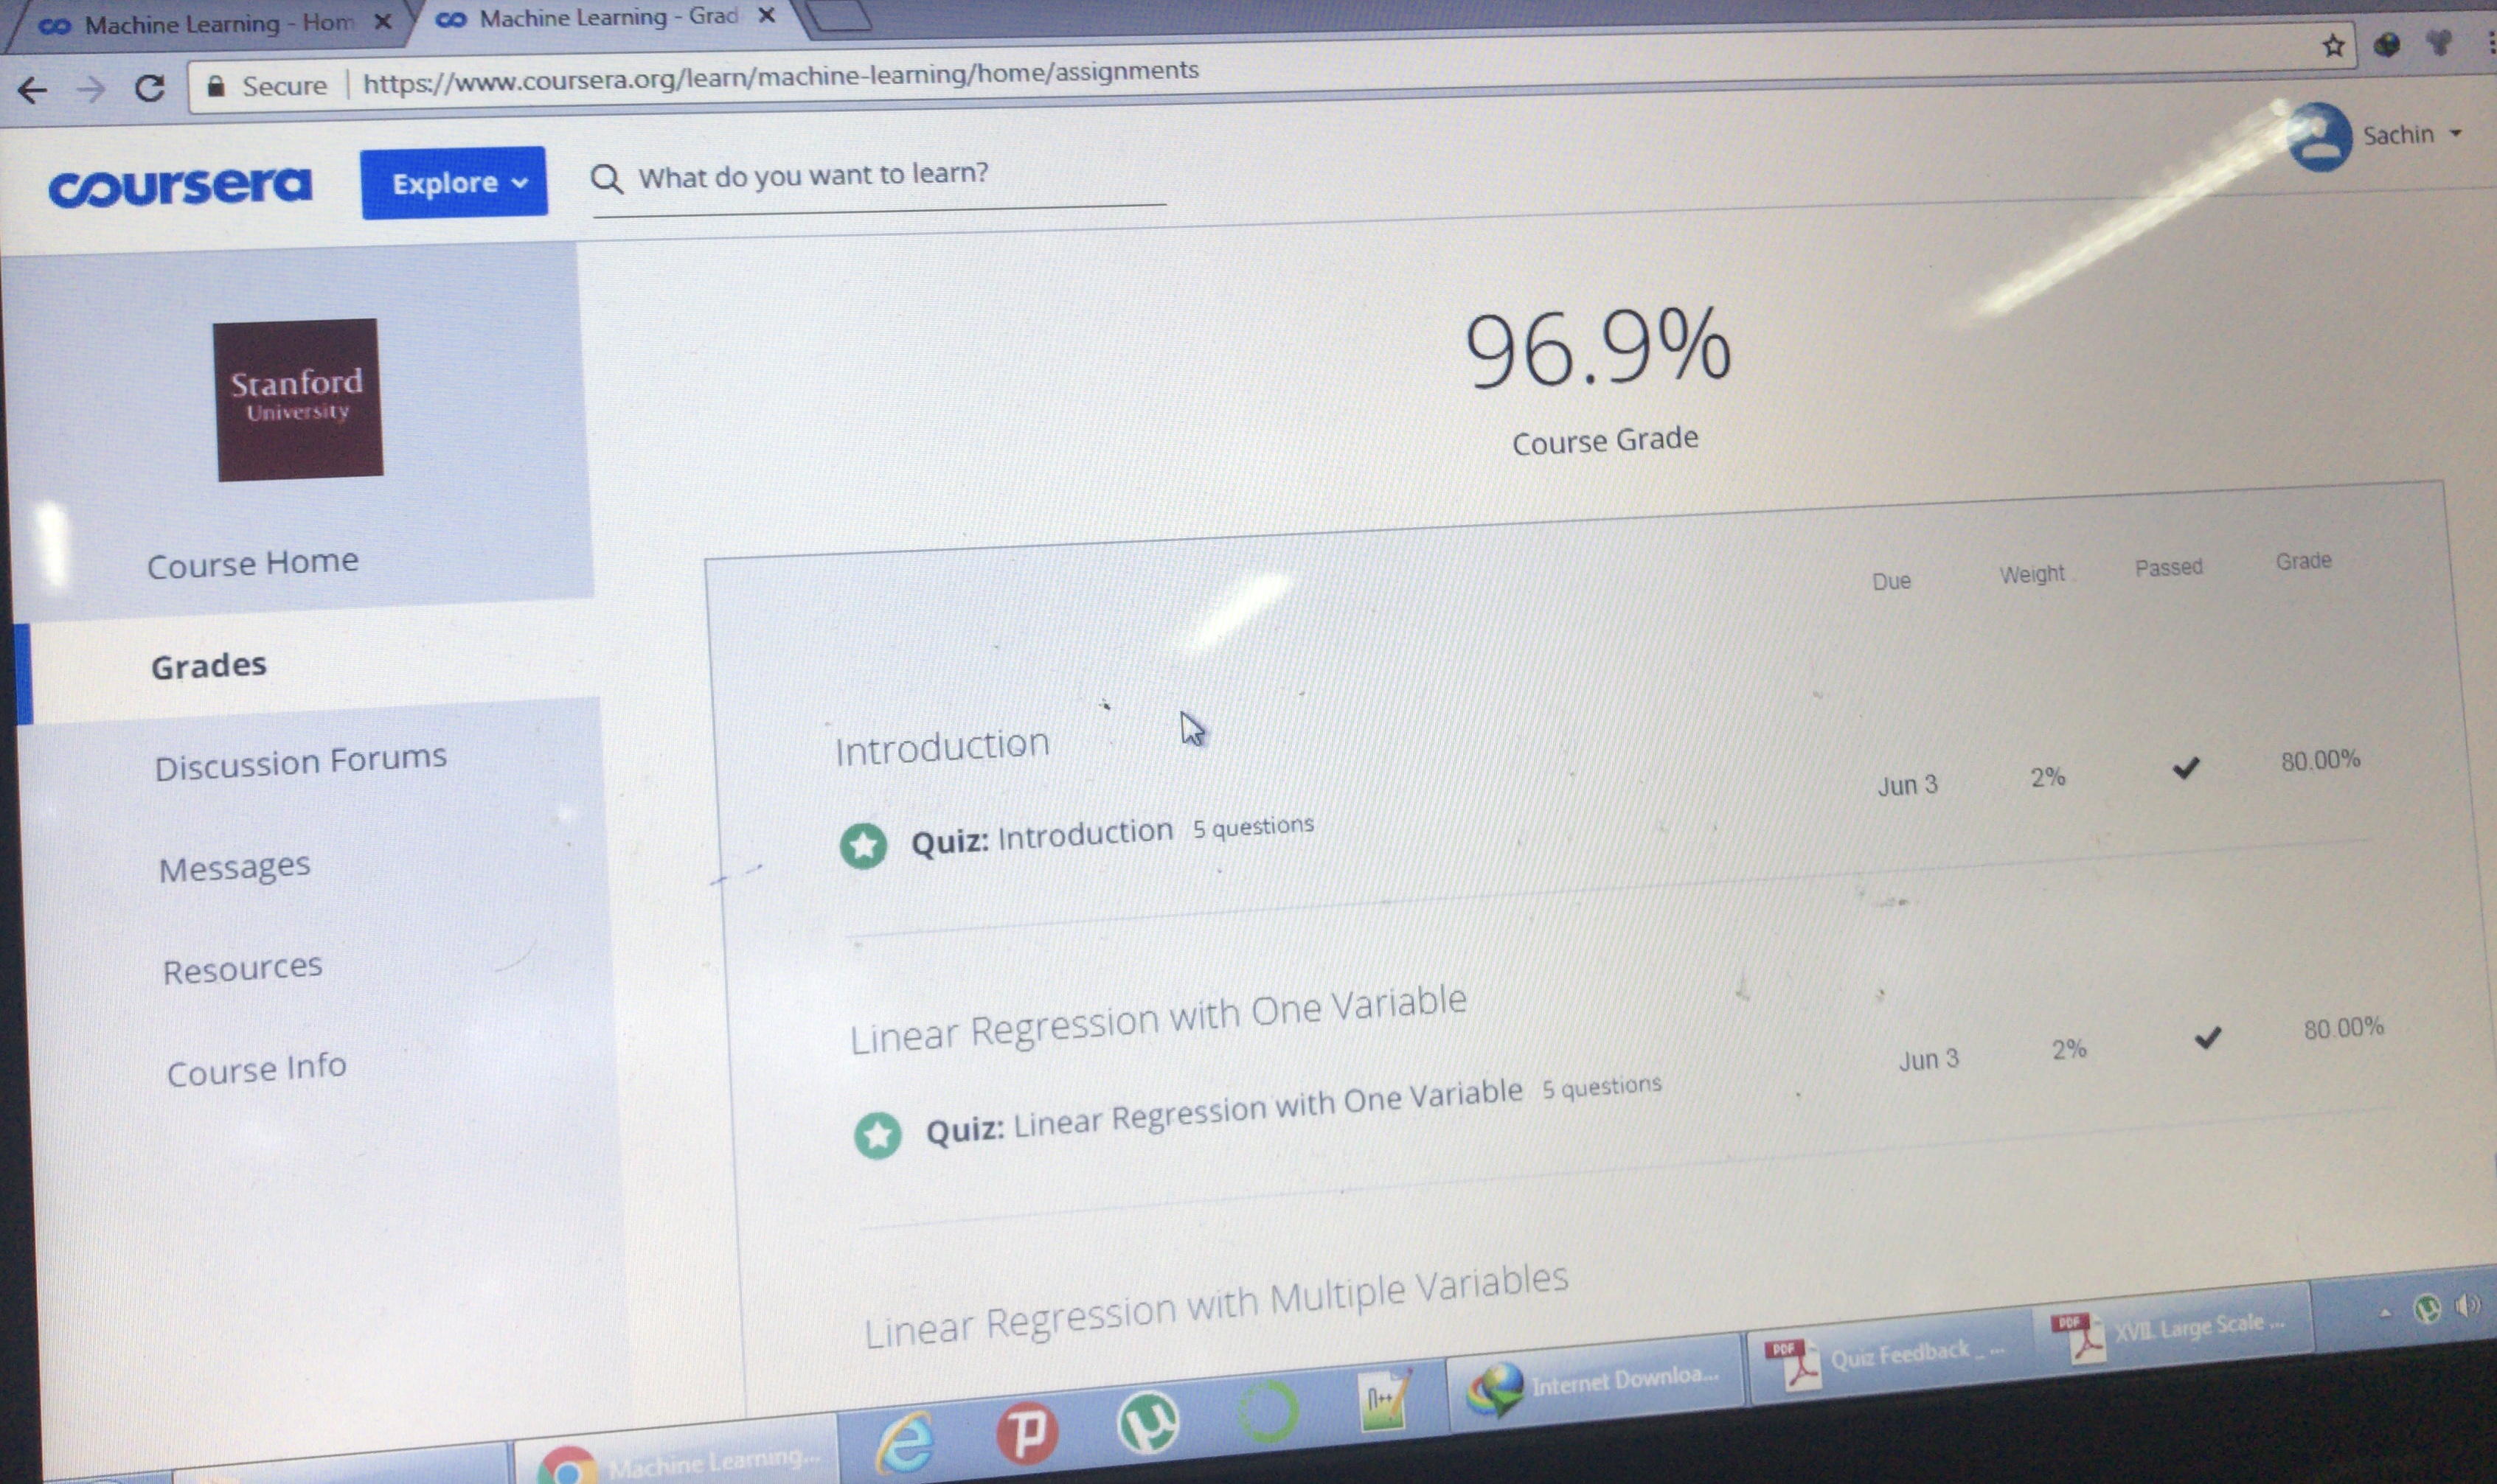 Machine Learning - Hom
Machine Learning - Grad
Secure https://www.coursera.org/learn/machine-learning/home/assignments
coursera
Explore
What do you want to learn?
Sachin
Stanford
University
Course Home
Grades
Discussion Forums
Messages
Resources
Course Info
96.9%
Course Grade
Due Weight Passed Grade
Introduction
Quiz: Introduction 5 questions Jun 3 2% 80.00%
Linear Regression with One Variable
Quiz: Linear Regression with One Variable 5 questions Jun 3 2% 80.00%
Linear Regression with Multiple Variables
Machine Learning...
n++
Internet Downloa...
PDF Quiz Feedback _ ...
PDF XVII. Large Scale ...